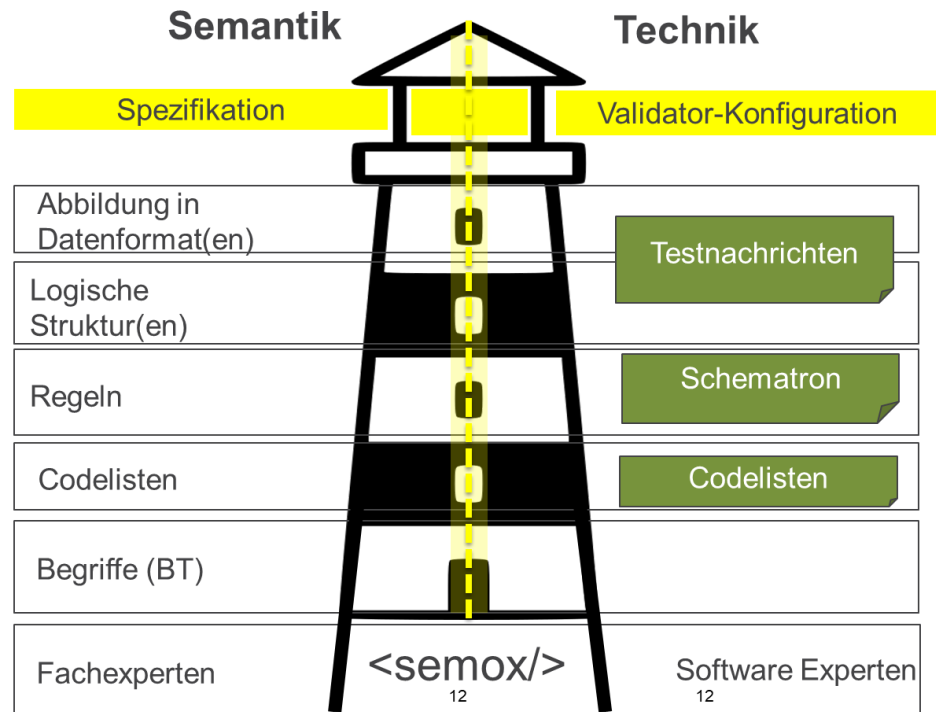 Semantik
Technik
Spezifikation
Validator-Konfiguration
Abbildung in
Datenformat(en)
Testnachrichten
Logische
Struktur(en)
Regeln
Schematron
Codelisten
Codelisten
Begriffe (BT)
Fachexperten
<semox/>
Software Experten
12
12